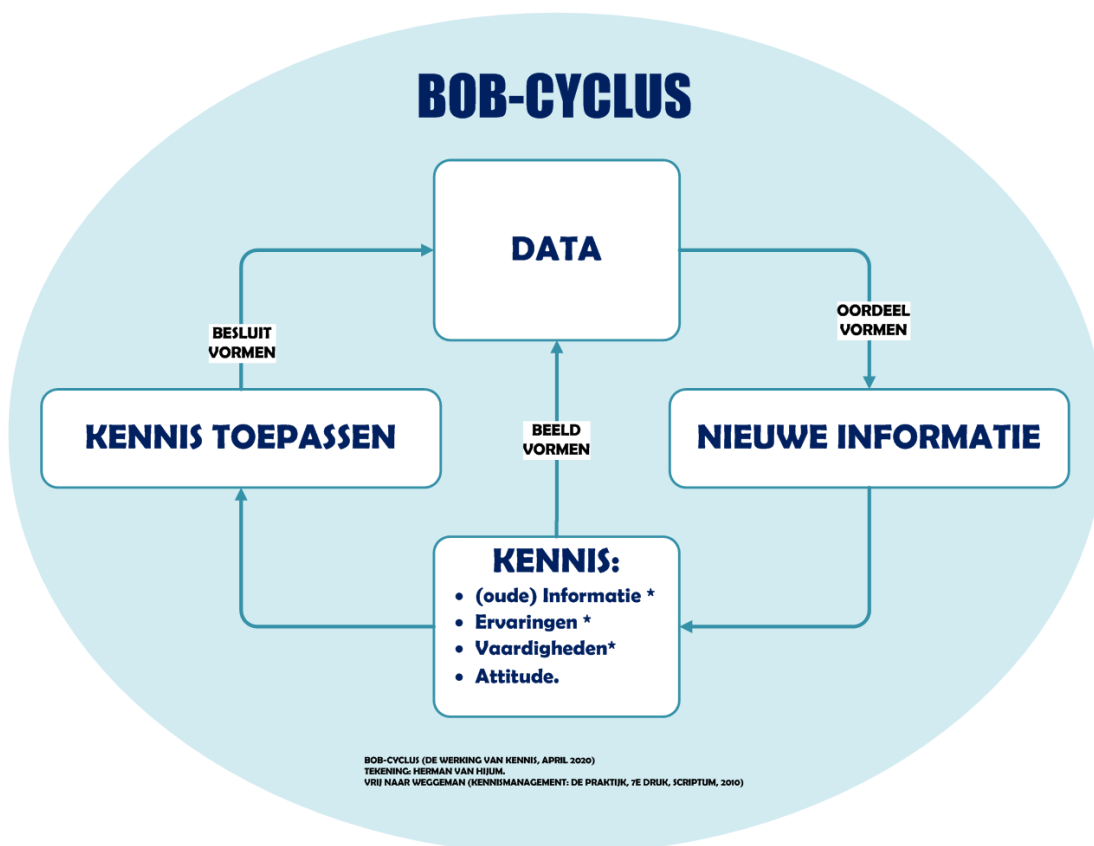 BOB-CYCLUS
DATA
BESLUIT
VORMEN
OORDEEL
VORMEN
KENNIS TOEPASSEN
BEELD
VORMEN
NIEUWE INFORMATIE
KENNIS:
• (oude) Informatie *
• Ervaringen *
• Vaardigheden*
• Attitude.
BOB-CYCLUS (DE WERKING VAN KENNIS, APRIL 2020)
TEKENING: HERMAN VAN HIJUM.
VRIJ NAAR WEGGEMAN (KENNISMANAGEMENT: DE PRAKTIJK, 7E DRUK, SCRIPTUM, 2010)